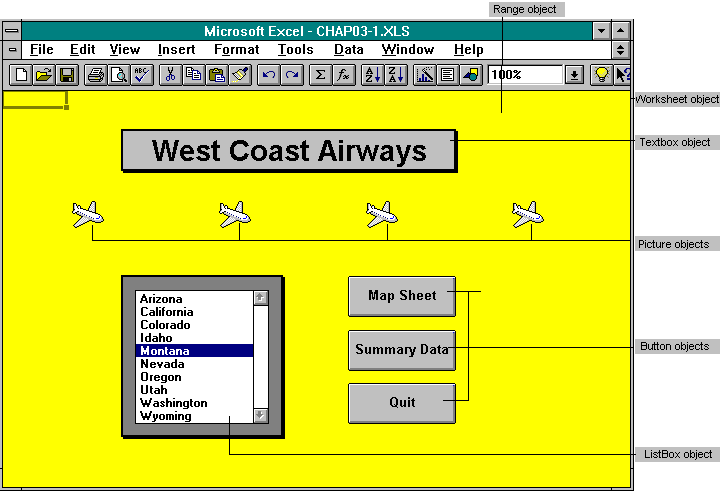 Range object
Microsoft Excel - CHAP03-1.XLS
File Edit View Insert Format Tools Data Window Help
ABC Σ fx A Z Z A 100% ?
Worksheet object
West Coast Airways
Textbox object
Picture objects
Arizona
California
Colorado
Idaho
Montana
Nevada
Oregon
Utah
Washington
Wyoming
Map Sheet
Summary Data
Quit
Button objects
ListBox object